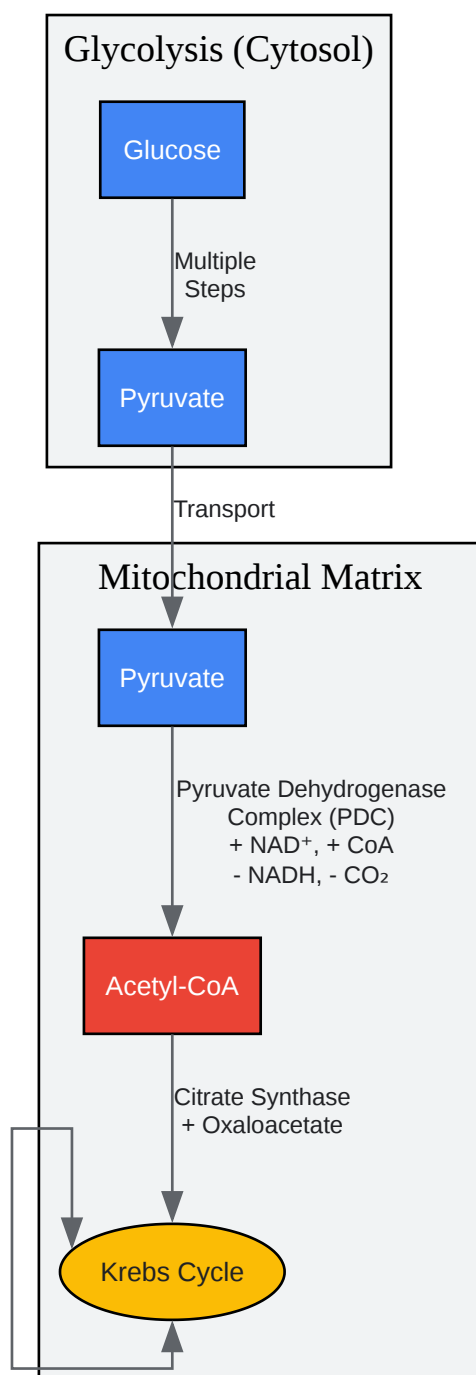 Glycolysis (Cytosol)
Glucose
Multiple
Steps
Pyruvate
Transport
Mitochondrial Matrix
Pyruvate
Pyruvate Dehydrogenase
Complex (PDC)
+ NAD⁺, + CoA
- NADH, - CO₂
Acetyl-CoA
Citrate Synthase
+ Oxaloacetate
Krebs Cycle